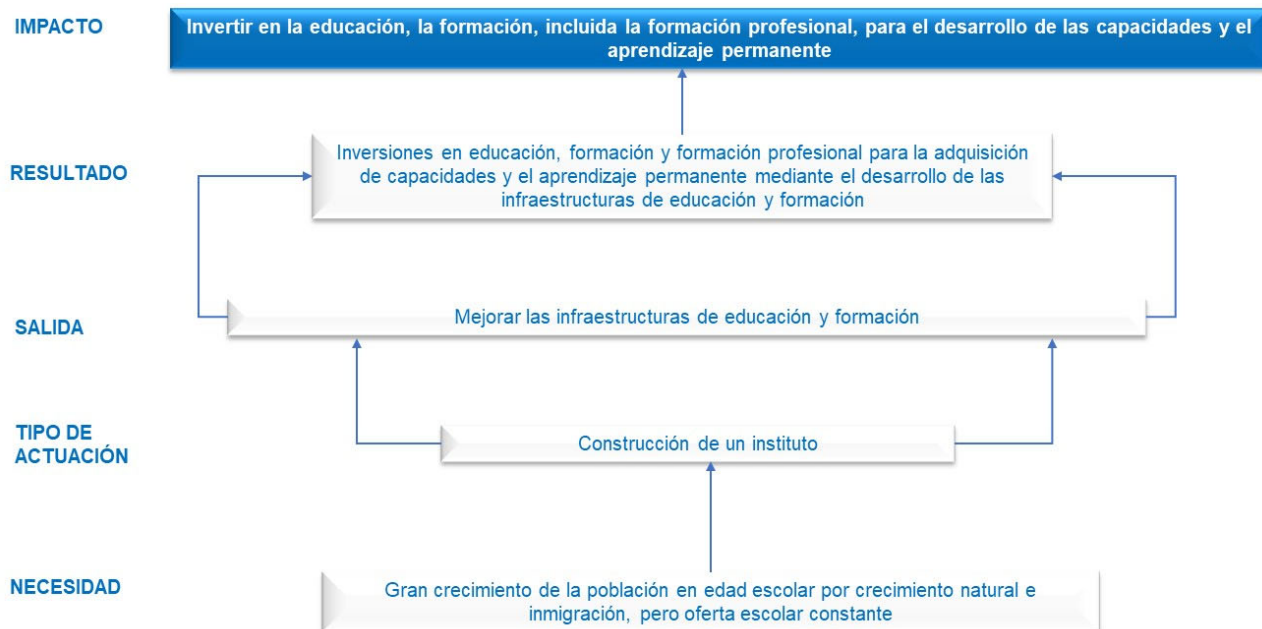 IMPACTO
Invertir en la educación, la formación, incluida la formación profesional, para el desarrollo de las capacidades y el
aprendizaje permanente
RESULTADO
Inversiones en educación, formación y formación profesional para la adquisición
de capacidades y el aprendizaje permanente mediante el desarrollo de las
infraestructuras de educación y formación
SALIDA
Mejorar las infraestructuras de educación y formación
TIPO DE
ACTUACIÓN
Construcción de un instituto
NECESIDAD
Gran crecimiento de la población en edad escolar por crecimiento natural e
inmigración, pero oferta escolar constante